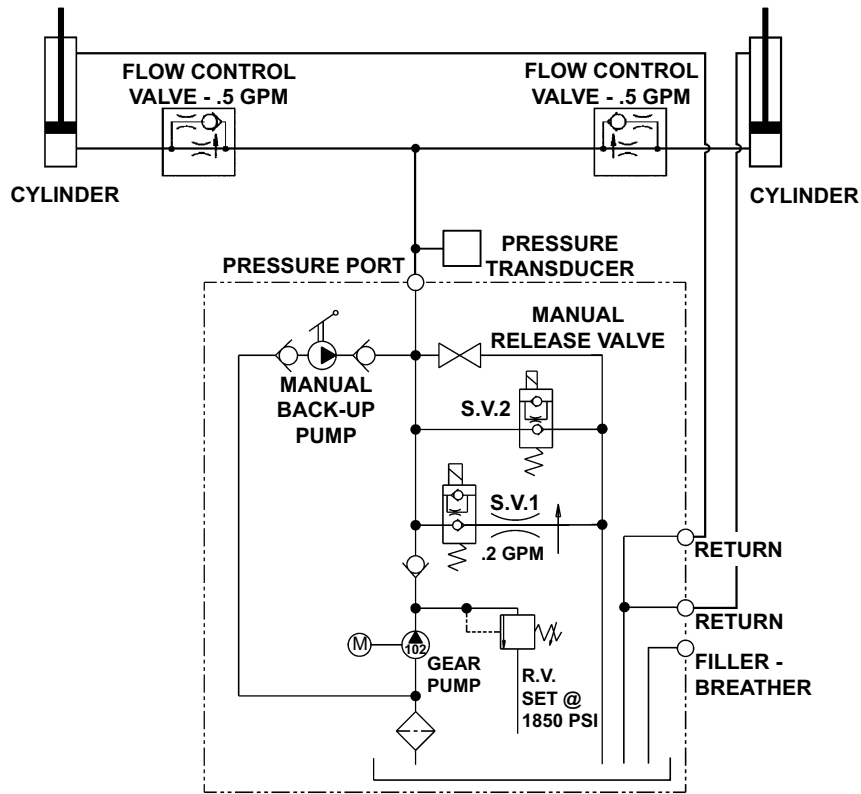 FLOW CONTROL
VALVE - .5 GPM
FLOW CONTROL
VALVE - .5 GPM
CYLINDER
CYLINDER
PRESSURE PORT
PRESSURE
TRANSDUCER
MANUAL
RELEASE VALVE
MANUAL
BACK-UP
PUMP
S.V.2
S.V.1
.2 GPM
RETURN
M
102
GEAR
PUMP
R.V.
SET @
1850 PSI
RETURN
FILLER -
BREATHER